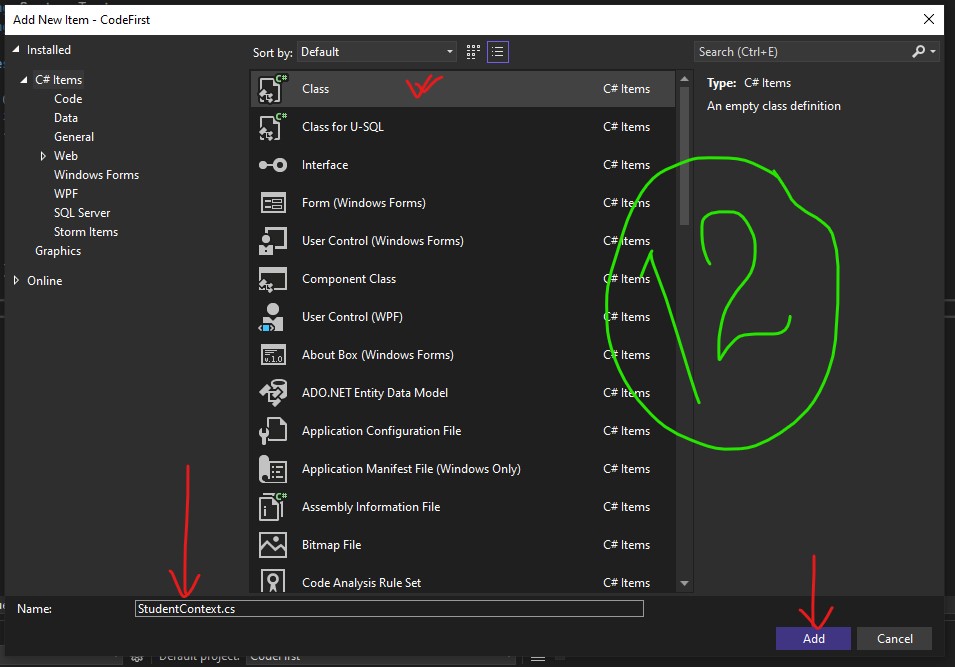 Add New Item - CodeFirst
Installed
Sort by: Default
Search (Ctrl+E)
C# Items
Code
Data
General
Web
Windows Forms
WPF
SQL Server
Storm Items
Graphics
Online
Class C# Items
Class for U-SQL C# Items
Interface C# Items
Form (Windows Forms) C# Items
User Control (Windows Forms) C# Items
Component Class C# Items
User Control (WPF) C# Items
About Box (Windows Forms) C# Items
ADO.NET Entity Data Model C# Items
Application Configuration File C# Items
Application Manifest File (Windows Only) C# Items
Assembly Information File C# Items
Bitmap File C# Items
Code Analysis Rule Set C# Items
Type: C# Items
An empty class definition
12
Name: StudentContext.cs
Add Cancel
Default project: CodeFirst